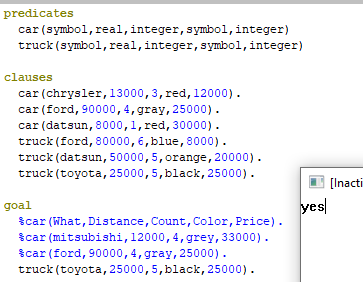 predicates
car(symbol,real,integer,symbol,integer)
truck(symbol,real,integer,symbol,integer)
clauses
car(chrysler,13000,3,red,12000).
car(ford,90000,4,gray,25000).
car(datsun,8000,1,red,30000).
truck(ford,80000,6,blue,8000).
truck(datsun,50000,5,orange,20000).
truck(toyota,25000,5,black,25000).
goal
%car(What,Distance,Count,Color,Price).
%car(mitsubishi,12000,4,grey,33000).
%car(ford,90000,4,gray,25000).
truck(toyota,25000,5,black,25000).
[Inacti
yes